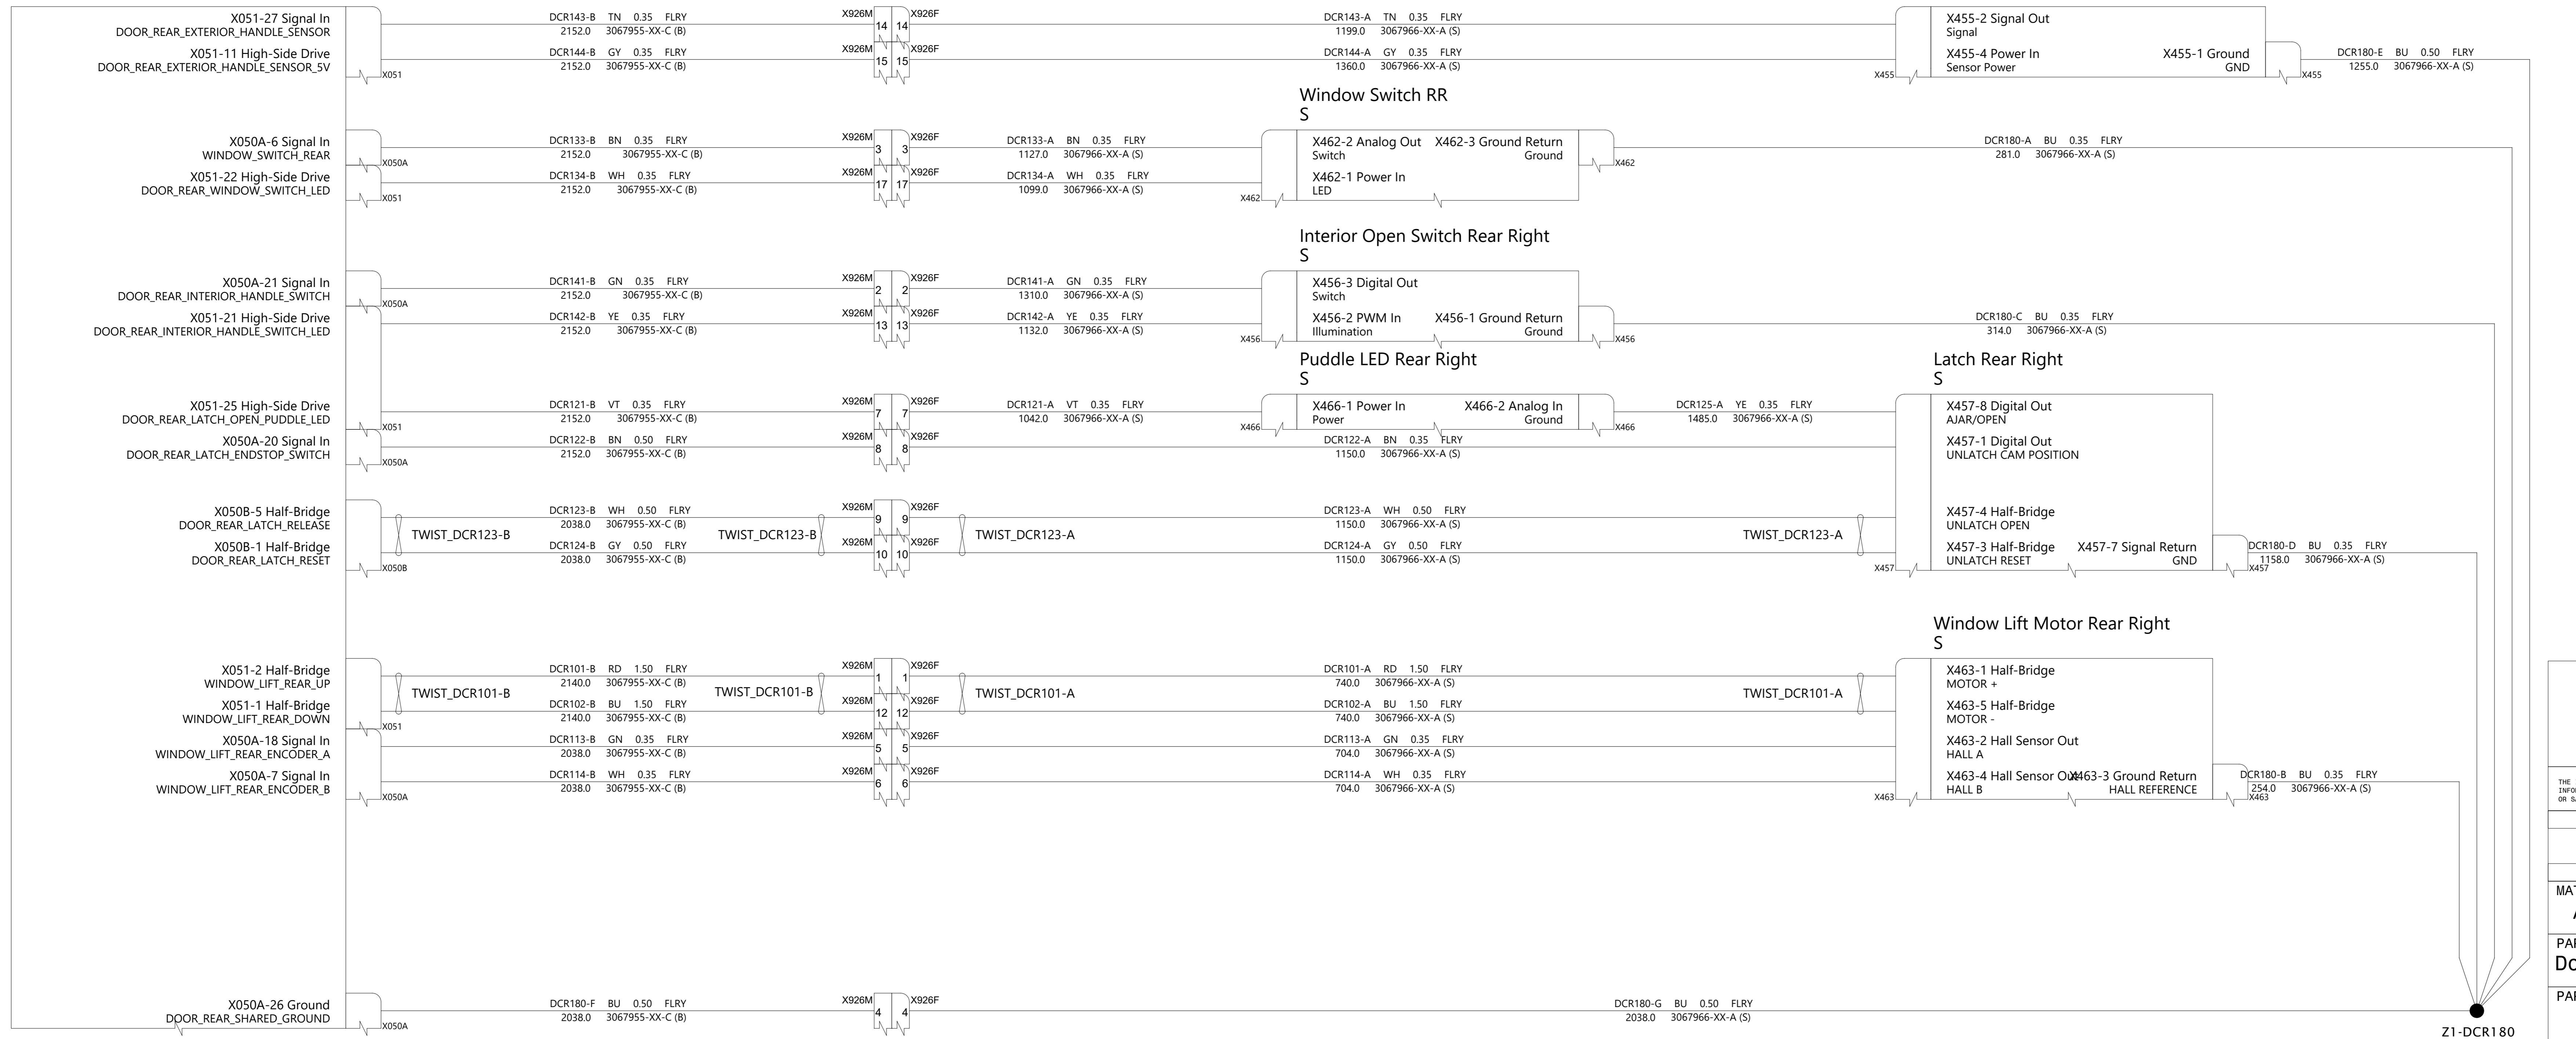 X051-27 Signal In
DOOR_REAR_EXTERIOR_HANDLE_SENSOR
X051-11 High-Side Drive
DOOR_REAR_EXTERIOR_HANDLE_SENSOR_5V
X051
DCR143-B TN 0.35 FLRY
2152.0 3067955-XX-C (B)
DCR144-B GY 0.35 FLRY
2152.0 3067955-XX-C (B)
X926M 14 14 X926F
X926M 15 15 X926F
DCR143-A TN 0.35 FLRY
1199.0 3067966-XX-A (S)
DCR144-A GY 0.35 FLRY
1360.0 3067966-XX-A (S)
X455
X455-2 Signal Out
Signal
X455-4 Power In
Sensor Power
X455-1 Ground
GND
X455
DCR180-E BU 0.50 FLRY
1255.0 3067966-XX-A (S)
Window Switch RR
S
X050A-6 Signal In
WINDOW_SWITCH_REAR
X050A
X051-22 High-Side Drive
DOOR_REAR_WINDOW_SWITCH_LED
X051
DCR133-B BN 0.35 FLRY
2152.0 3067955-XX-C (B)
DCR134-B WH 0.35 FLRY
2152.0 3067955-XX-C (B)
X926M 3 3 X926F
X926M 17 17 X926F
DCR133-A BN 0.35 FLRY
1127.0 3067966-XX-A (S)
DCR134-A WH 0.35 FLRY
1099.0 3067966-XX-A (S)
X462
X462-2 Analog Out
Switch
X462-1 Power In
LED
X462-3 Ground Return
Ground
X462
DCR180-A BU 0.35 FLRY
281.0 3067966-XX-A (S)
Interior Open Switch Rear Right
S
X050A-21 Signal In
DOOR_REAR_INTERIOR_HANDLE_SWITCH
X050A
X051-21 High-Side Drive
DOOR_REAR_INTERIOR_HANDLE_SWITCH_LED
DCR141-B GN 0.35 FLRY
2152.0 3067955-XX-C (B)
DCR142-B YE 0.35 FLRY
2152.0 3067955-XX-C (B)
X926M 2 2 X926F
X926M 13 13 X926F
DCR141-A GN 0.35 FLRY
1310.0 3067966-XX-A (S)
DCR142-A YE 0.35 FLRY
1132.0 3067966-XX-A (S)
X456
X456-3 Digital Out
Switch
X456-2 PWM In
Illumination
X456-1 Ground Return
Ground
X456
DCR180-C BU 0.35 FLRY
314.0 3067966-XX-A (S)
Puddle LED Rear Right
S
Latch Rear Right
S
X051-25 High-Side Drive
DOOR_REAR_LATCH_OPEN_PUDDLE_LED
X051
X050A-20 Signal In
DOOR_REAR_LATCH_ENDSTOP_SWITCH
X050A
DCR121-B VT 0.35 FLRY
2152.0 3067955-XX-C (B)
DCR122-B BN 0.50 FLRY
2152.0 3067955-XX-C (B)
X926M 7 7 X926F
X926M 8 8 X926F
DCR121-A VT 0.35 FLRY
1042.0 3067966-XX-A (S)
X466
X466-1 Power In
Power
X466-2 Analog In
Ground
X466
DCR125-A YE 0.35 FLRY
1485.0 3067966-XX-A (S)
DCR122-A BN 0.35 FLRY
1150.0 3067966-XX-A (S)
X457-8 Digital Out
AJAR/OPEN
X457-1 Digital Out
UNLATCH CAM POSITION
X050B-5 Half-Bridge
DOOR_REAR_LATCH_RELEASE
X050B-1 Half-Bridge
DOOR_REAR_LATCH_RESET
X050B
TWIST_DCR123-B
DCR123-B WH 0.50 FLRY
2038.0 3067955-XX-C (B)
DCR124-B GY 0.50 FLRY
2038.0 3067955-XX-C (B)
TWIST_DCR123-B
X926M 9 9 X926F
X926M 10 10 X926F
TWIST_DCR123-A
DCR123-A WH 0.50 FLRY
1150.0 3067966-XX-A (S)
DCR124-A GY 0.50 FLRY
1150.0 3067966-XX-A (S)
TWIST_DCR123-A
X457
X457-4 Half-Bridge
UNLATCH OPEN
X457-3 Half-Bridge
UNLATCH RESET
X457-7 Signal Return
GND
X457
DCR180-D BU 0.35 FLRY
1158.0 3067966-XX-A (S)
Window Lift Motor Rear Right
S
X051-2 Half-Bridge
WINDOW_LIFT_REAR_UP
X051-1 Half-Bridge
WINDOW_LIFT_REAR_DOWN
X051
X050A-18 Signal In
WINDOW_LIFT_REAR_ENCODER_A
X050A-7 Signal In
WINDOW_LIFT_REAR_ENCODER_B
X050A
TWIST_DCR101-B
DCR101-B RD 1.50 FLRY
2140.0 3067955-XX-C (B)
DCR102-B BU 1.50 FLRY
2140.0 3067955-XX-C (B)
DCR113-B GN 0.35 FLRY
2038.0 3067955-XX-C (B)
DCR114-B WH 0.35 FLRY
2038.0 3067955-XX-C (B)
TWIST_DCR101-B
X926M 1 1 X926F
X926M 12 12 X926F
X926M 5 5 X926F
X926M 6 6 X926F
TWIST_DCR101-A
DCR101-A RD 1.50 FLRY
740.0 3067966-XX-A (S)
DCR102-A BU 1.50 FLRY
740.0 3067966-XX-A (S)
DCR113-A GN 0.35 FLRY
704.0 3067966-XX-A (S)
DCR114-A WH 0.35 FLRY
704.0 3067966-XX-A (S)
TWIST_DCR101-A
X463
X463-1 Half-Bridge
MOTOR +
X463-5 Half-Bridge
MOTOR -
X463-2 Hall Sensor Out
HALL A
X463-4 Hall Sensor Out
HALL B
X463-3 Ground Return
HALL REFERENCE
X463
DCR180-B BU 0.35 FLRY
254.0 3067966-XX-A (S)
X050A-26 Ground
DOOR_REAR_SHARED_GROUND
X050A
DCR180-F BU 0.50 FLRY
2038.0 3067955-XX-C (B)
X926M 4 4 X926F
DCR180-G BU 0.50 FLRY
2038.0 3067966-XX-A (S)
Z1-DCR180
THE
OR